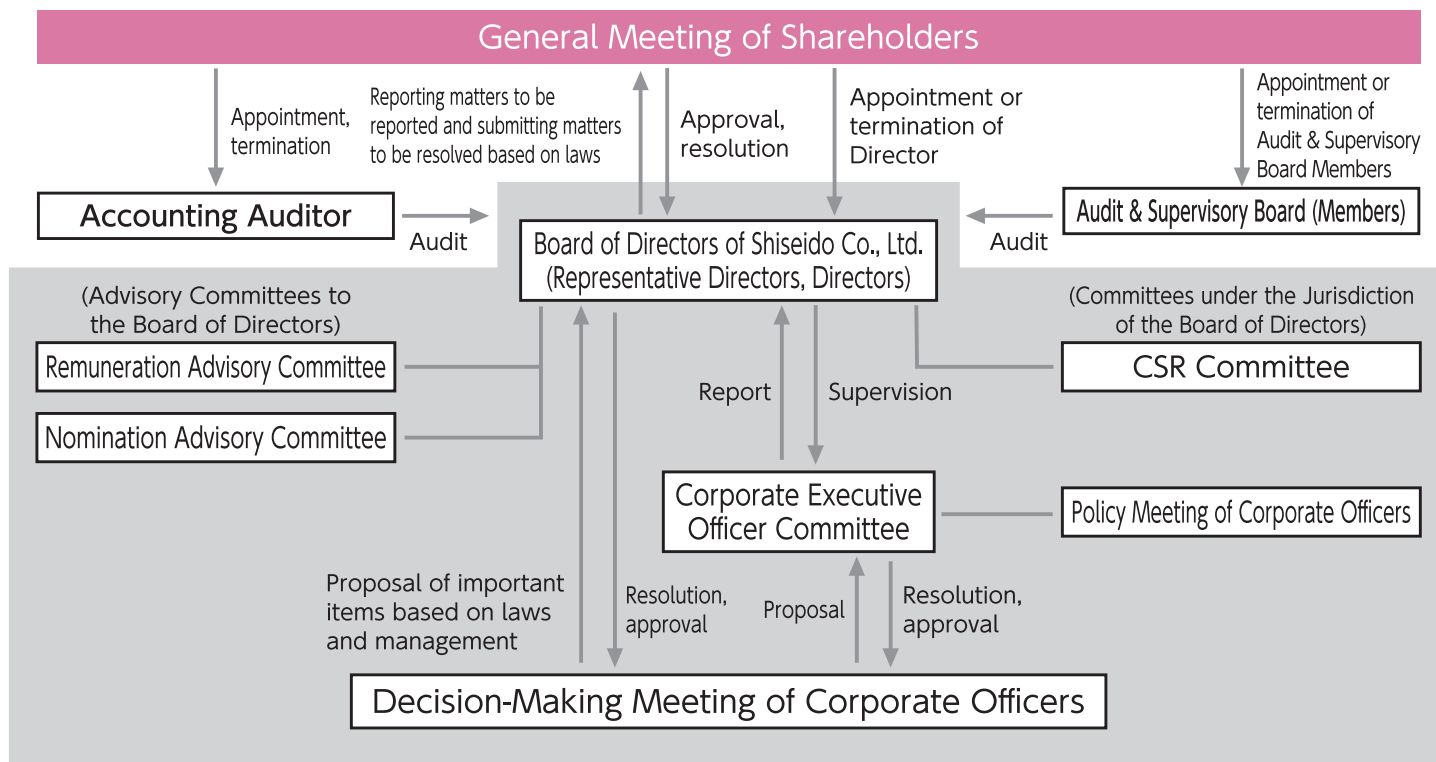 General Meeting of Shareholders
Appointment,
termination
Reporting matters to be
reported and submitting matters
to be resolved based on laws
Approval,
resolution
Appointment or
termination of
Director
Appointment or
termination of
Audit & Supervisory
Board Members
Accounting Auditor
Audit
Board of Directors of Shiseido Co., Ltd.
(Representative Directors, Directors)
Audit
Audit & Supervisory Board (Members)
(Advisory Committees to
the Board of Directors)
Remuneration Advisory Committee
Nomination Advisory Committee
(Committees under the Jurisdiction
of the Board of Directors)
CSR Committee
Report
Supervision
Corporate Executive
Officer Committee
Policy Meeting of Corporate Officers
Proposal of important
items based on laws
and management
Resolution,
approval
Proposal
Resolution,
approval
Decision-Making Meeting of Corporate Officers